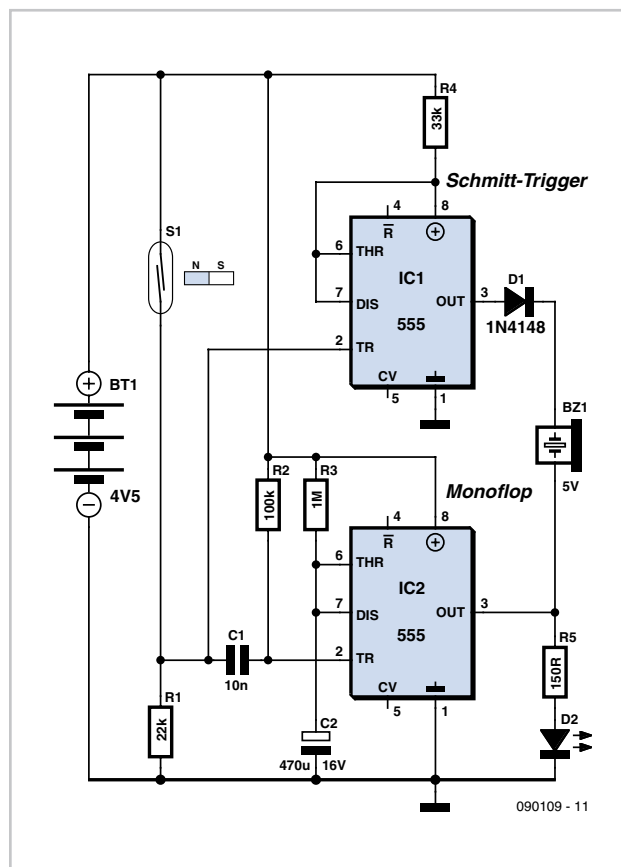 R4
33k
Schmitt-Trigger
4
8
R
S1
N
S
6
THR
IC1
D1
7
DIS
OUT
3
555
1N4148
2
TR
CV
BT1
5
1
BZ1
R2
R3
Monoflop
5V
4V5
100k
1M
4
8
R
6
THR
IC2
7
DIS
OUT
3
555
R5
C1
2
TR
150R
10n
CV
R1
5
1
D2
22k
C2
470u
16V
090109 - 11